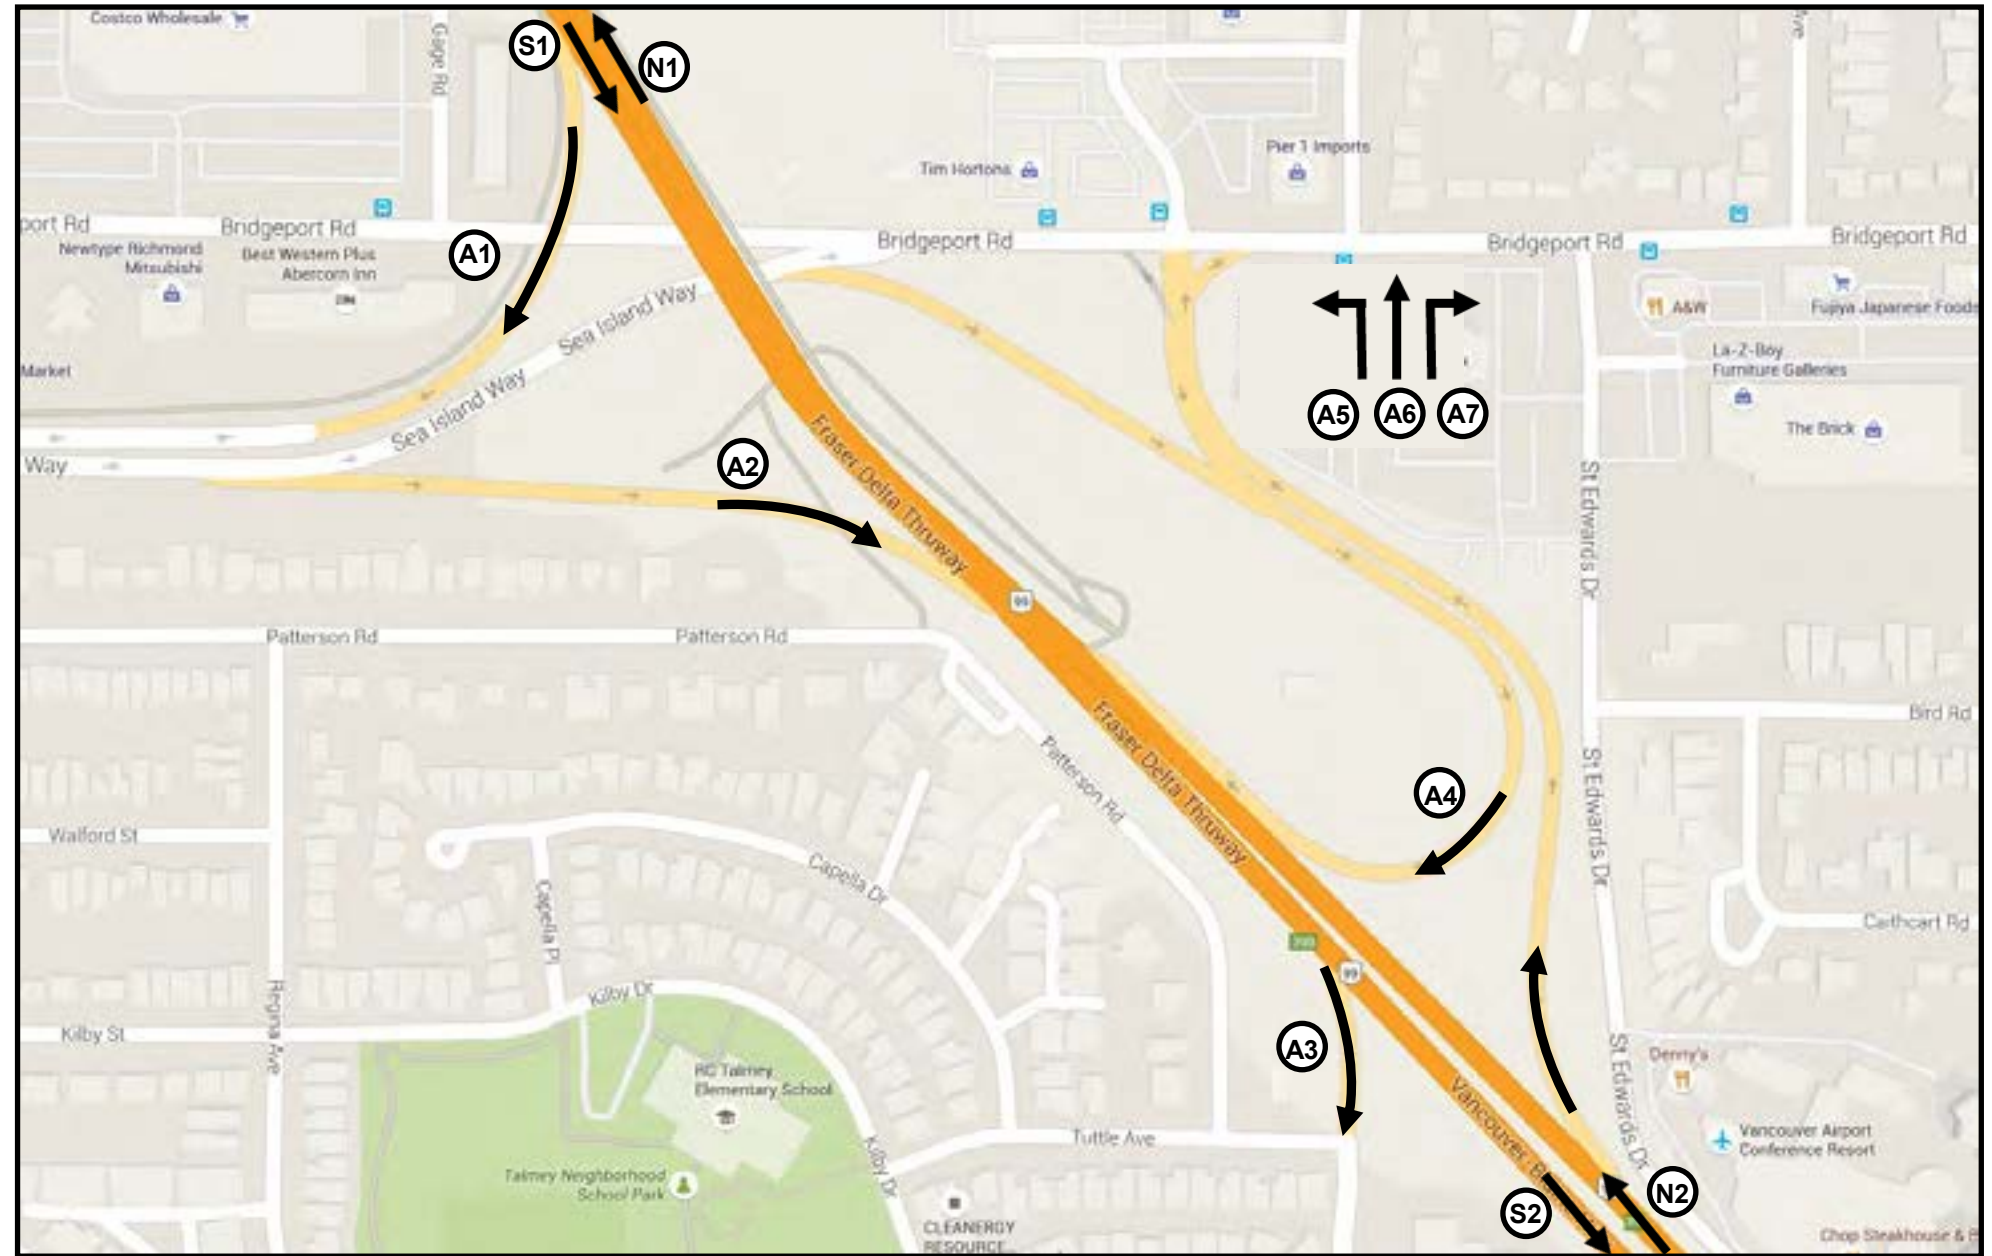 Costco Wholesale
Gage Rd
S1
N1
Tim Hortons
Pier 1 Imports
port Rd
Bridgeport Rd
Bridgeport Rd
Bridgeport Rd
Bridgeport Rd
Newtype Richmond
Mitsubishi
Best Western Plus
Abercorn Inn
A1
Sea Island Way
A&W
Fujiya Japanese Foods
Market
Sea Island Way
La-Z-Boy
Furniture Galleries
A5
A6
A7
The Brick
Way
A2
Fraser Delta Thruway
St Edwards Dr
99
Patterson Rd
Patterson Rd
Bird Rd
Fraser Delta Thruway
Patterson Rd
St Edwards Dr
A4
Walford St
Capella Dr
Capella Pl
Cathcart Rd
99
Kilby Dr
Regina Ave
Kilby St
A3
St Edwards Dr
Denny's
RC Talmey
Elementary School
Vancouver
Tuttle Ave
Vancouver Airport
Conference Resort
Kilby Dr
Talmey Neighborhood
School Park
N2
S2
CLEANERGY
RESOURCE...
Chop Steakhouse &